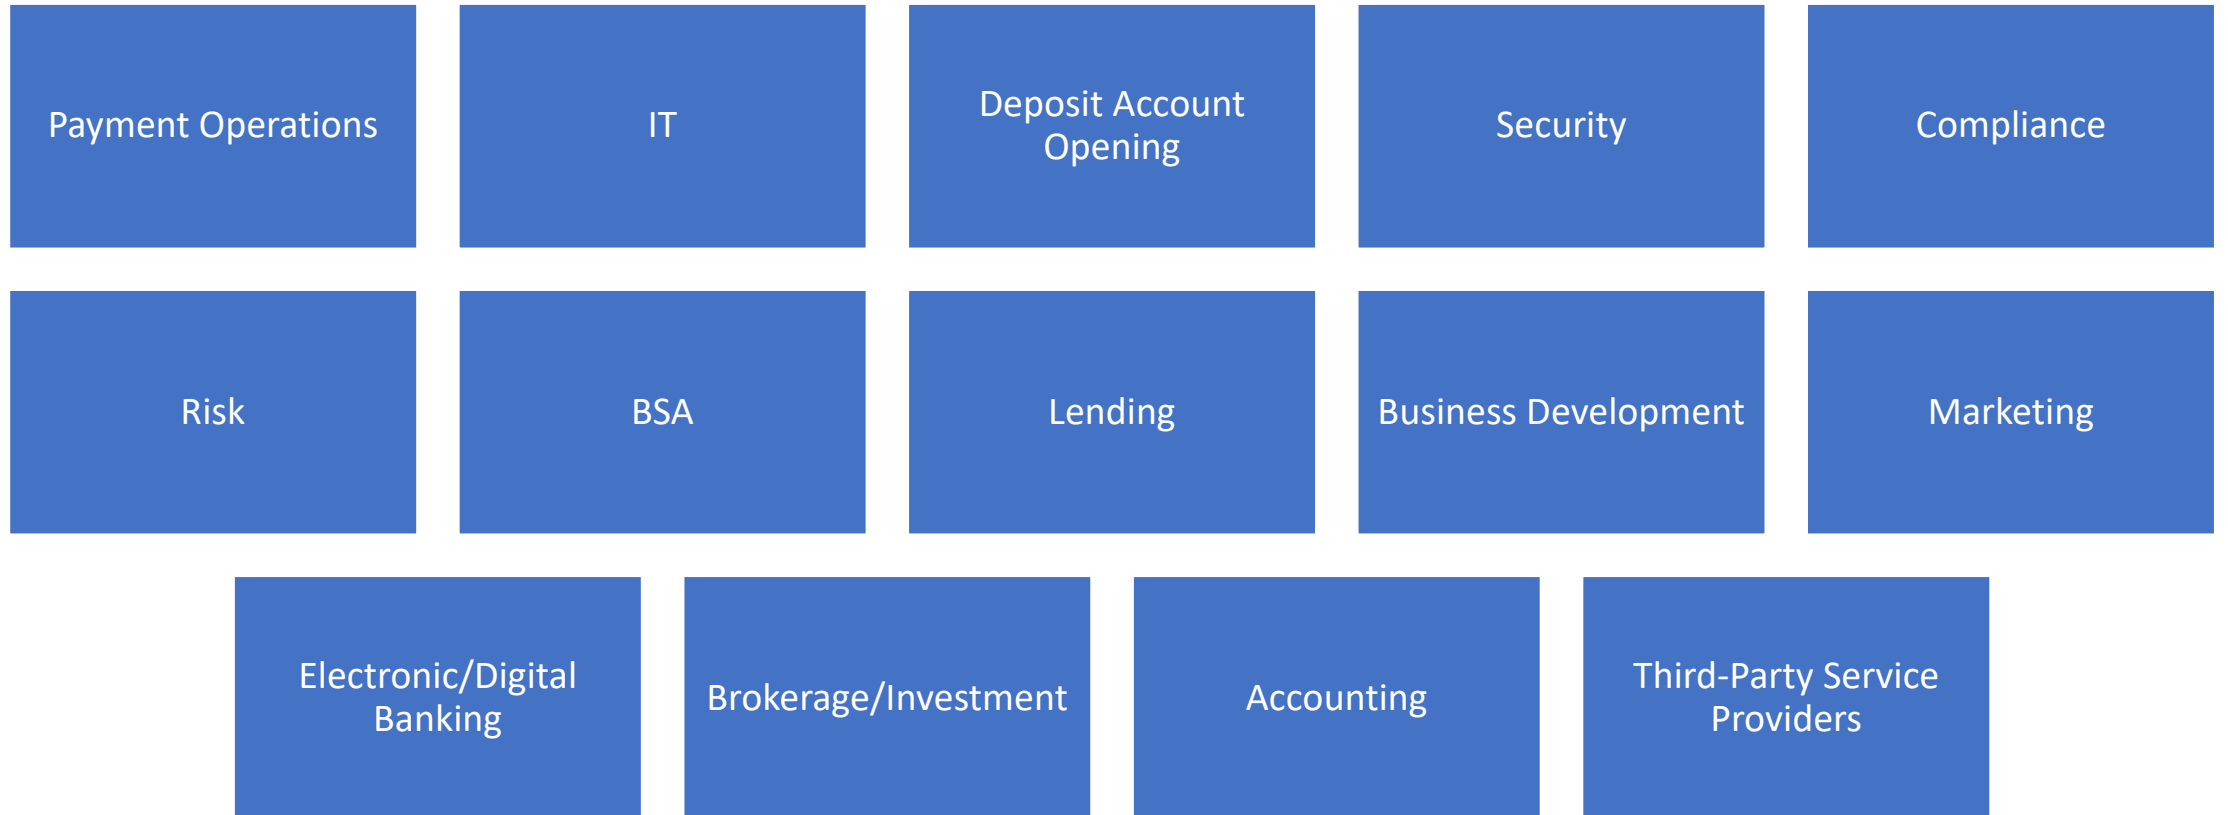 Payment Operations
IT
Deposit Account
Opening
Security
Compliance
Risk
BSA
Lending
Business Development
Marketing
Electronic/Digital
Banking
Brokerage/Investment
Accounting
Third-Party Service
Providers